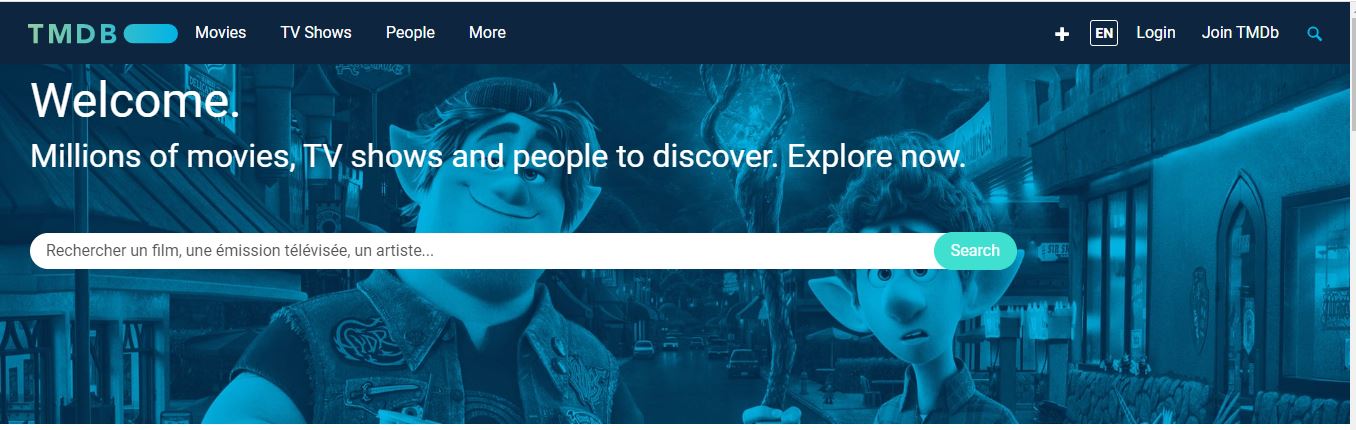 TMDB Movies TV Shows People More + EN Login Join TMDb
Welcome.
Millions of movies, TV shows and people to discover. Explore now.
Rechercher un film, une émission télévisée, un artiste... Search